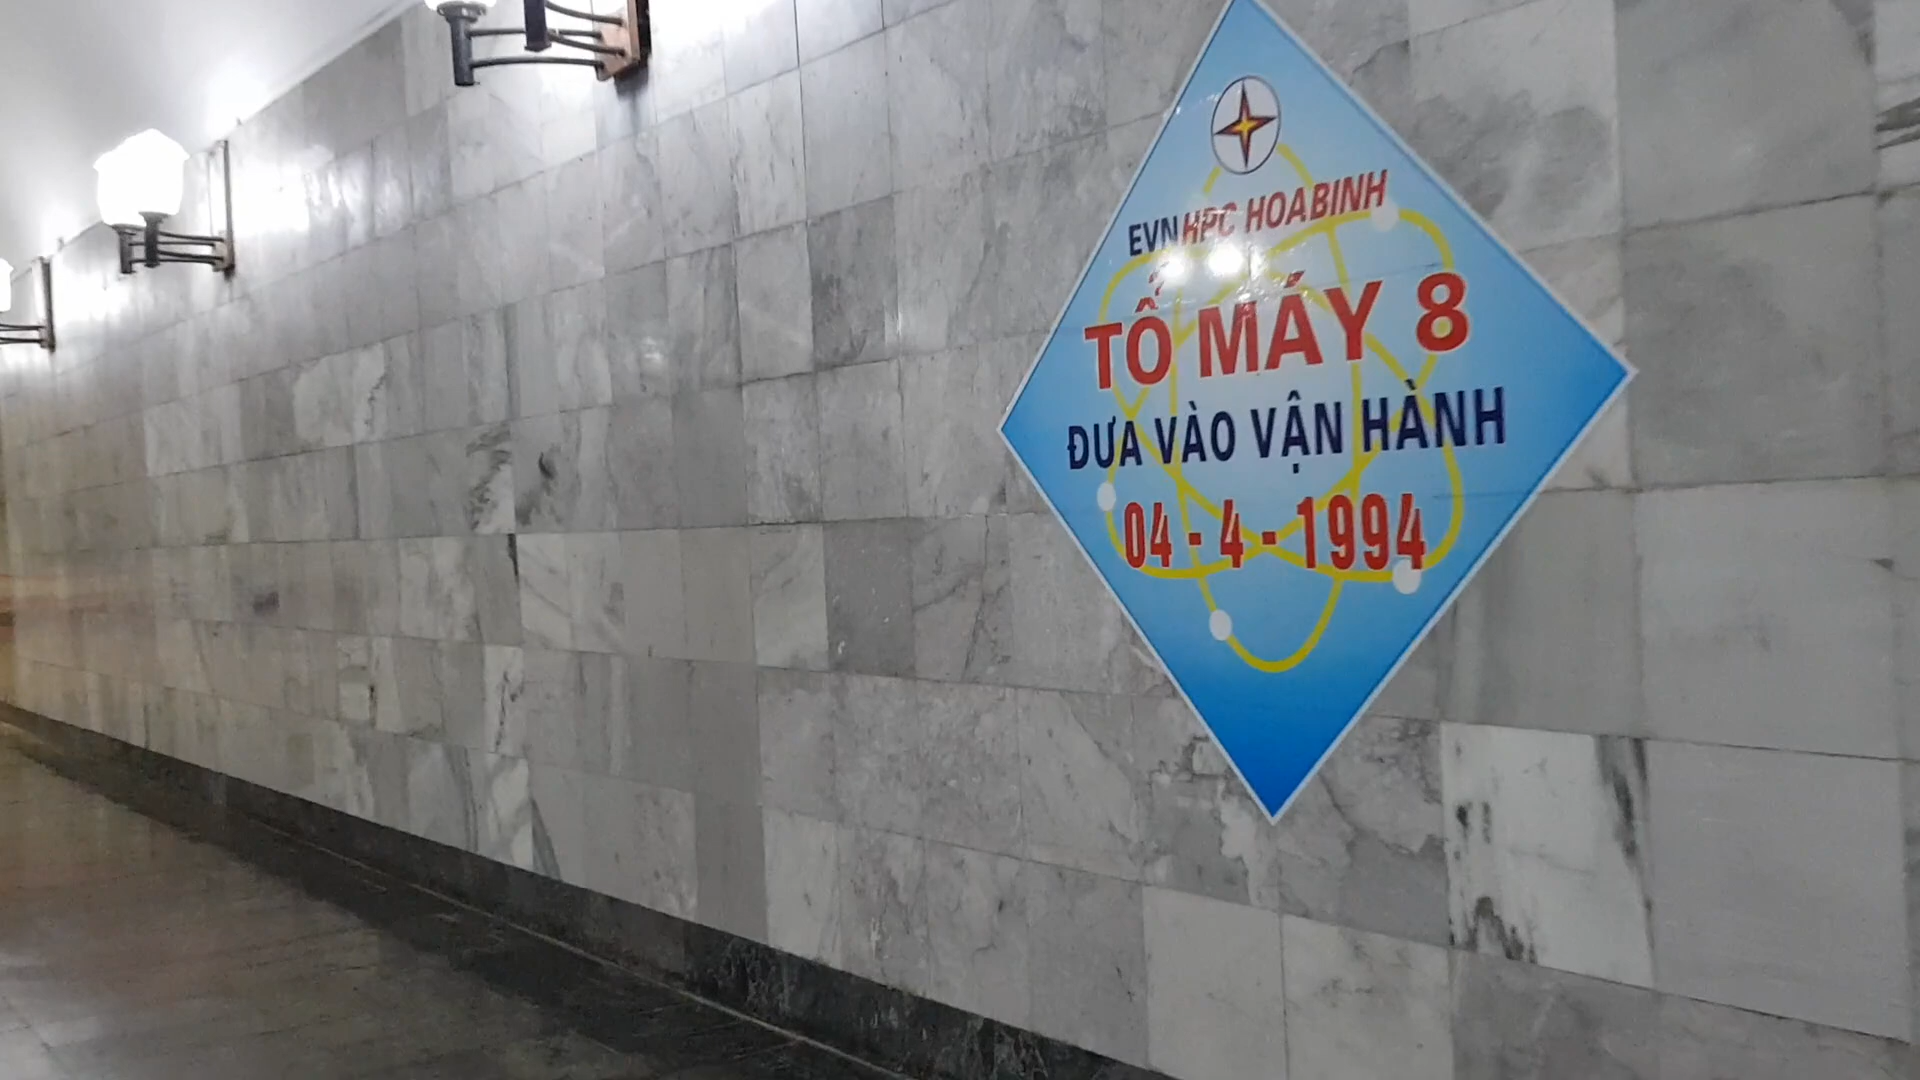 EVNHPC HOABINH
TỔ MÁY 8
ĐƯA VÀO VẬN HÀNH
04 - 4 - 1994